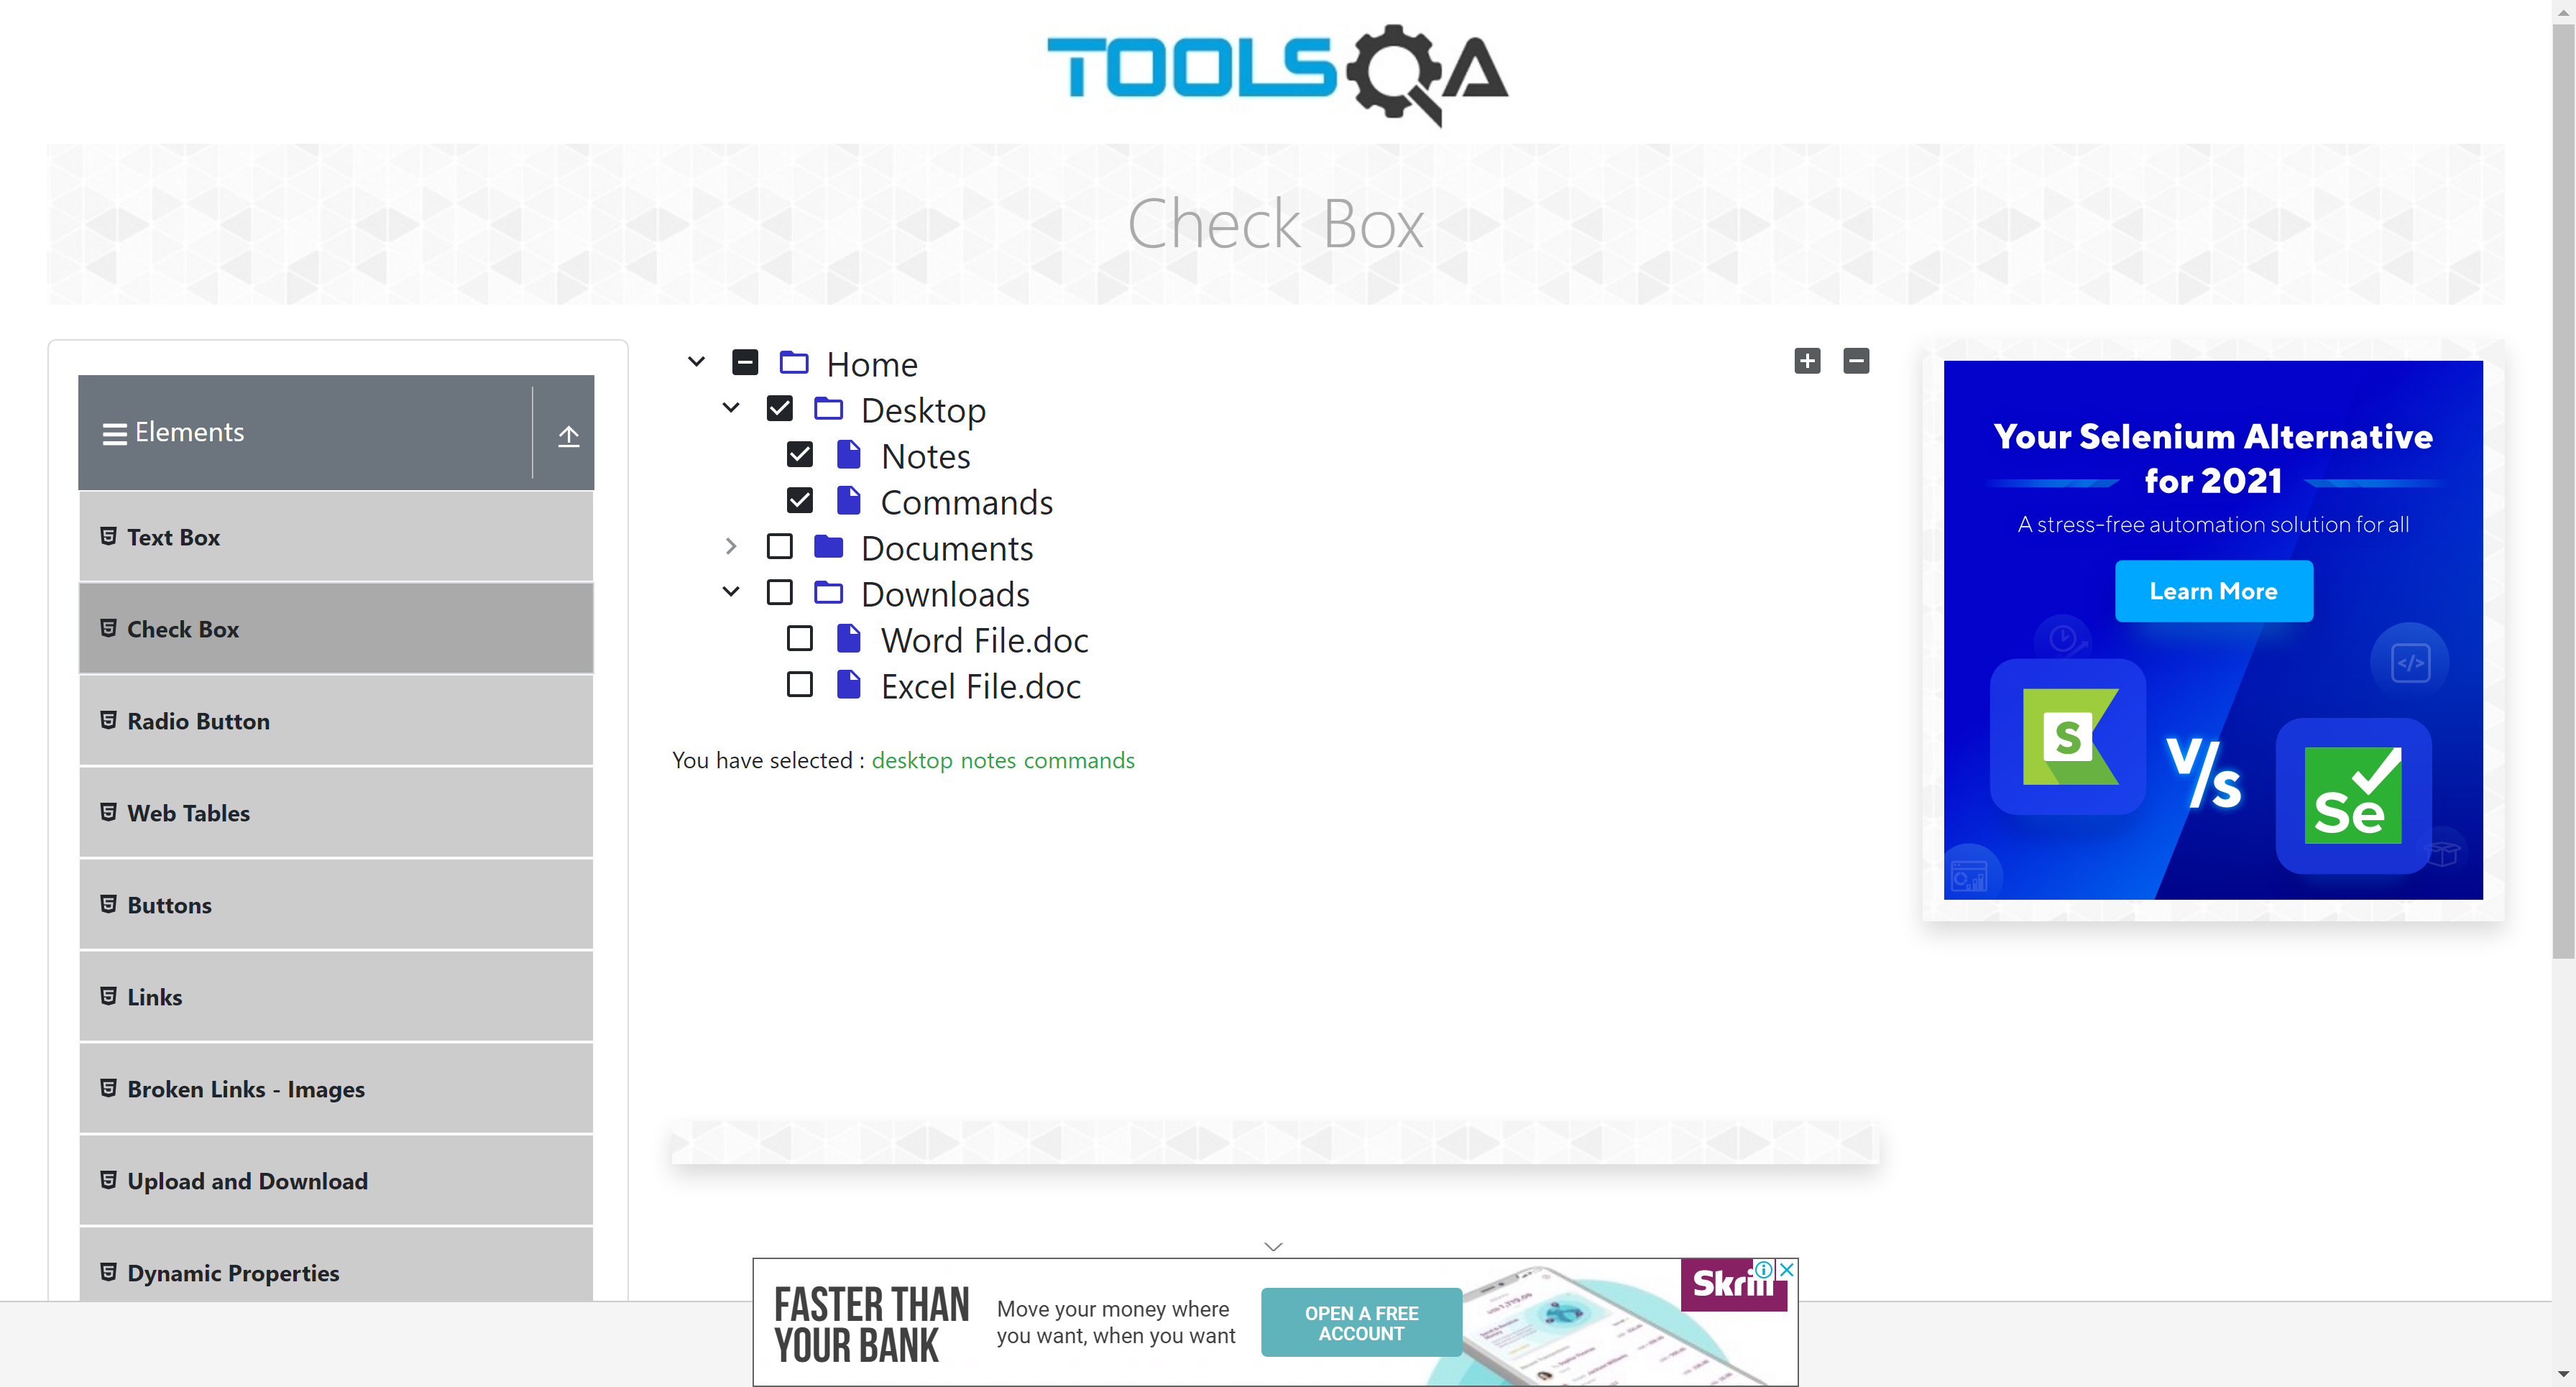 TOOLSQA
Check Box
Elements
Text Box
Check Box
Radio Button
Web Tables
Buttons
Links
Broken Links - Images
Upload and Download
Dynamic Properties
Home
Desktop
Notes
Commands
Documents
Downloads
Word File.doc
Excel File.doc
You have selected : desktop notes commands
Your Selenium Alternative
for 2021
A stress-free automation solution for all
Learn More
S
V/s
Se
</>
FASTER THAN
YOUR BANK
Move your money where
you want, when you want
OPEN A FREE
ACCOUNT
Skrill